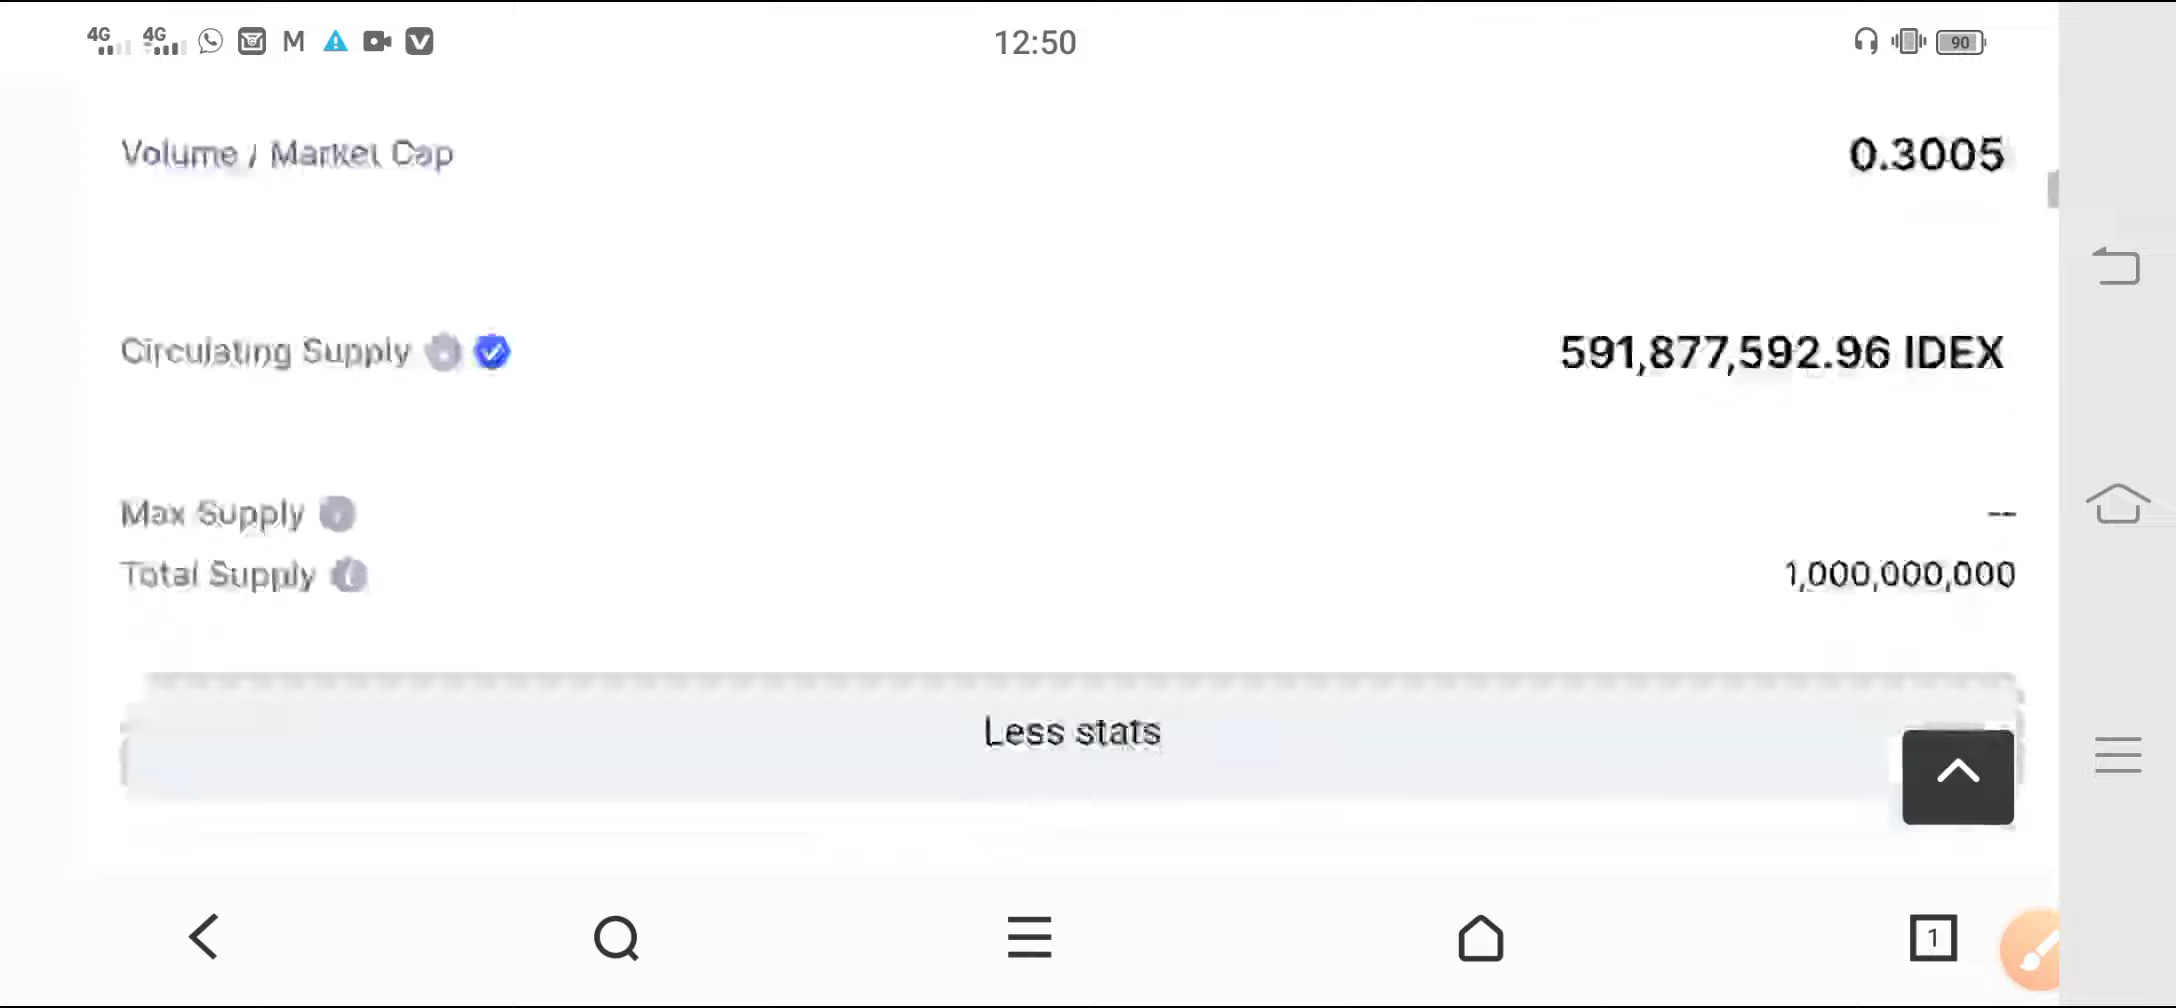 4G 4G M V 12:50 90
Volume / Market Cap 0.3005
Circulating Supply 591,877,592.96 IDEX
Max Supply --
Total Supply 1,000,000,000
Less stats
1